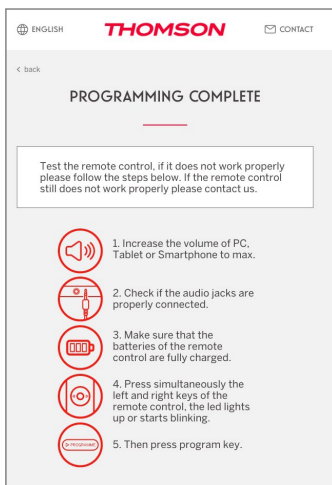 ENGLISH THOMSON CONTACT
< back
PROGRAMMING COMPLETE
Test the remote control, if it does not work properly
please follow the steps below. If the remote control
still does not work properly please contact us.
1. Increase the volume of PC,
Tablet or Smartphone to max.
2. Check if the audio jacks are
properly connected.
3. Make sure that the
batteries of the remote
control are fully charged.
4. Press simultaneously the
left and right keys of the
remote control, the led lights
up or starts blinking.
PROGRAMME
5. Then press program key.